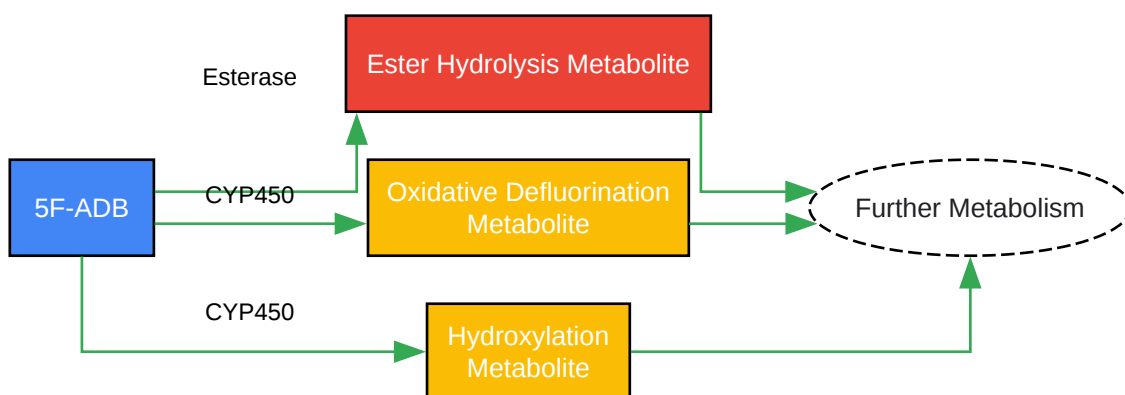 Ester Hydrolysis Metabolite
Esterase
5F-ADB
CYP450
Oxidative Defluorination
Metabolite
Further Metabolism
CYP450
Hydroxylation
Metabolite